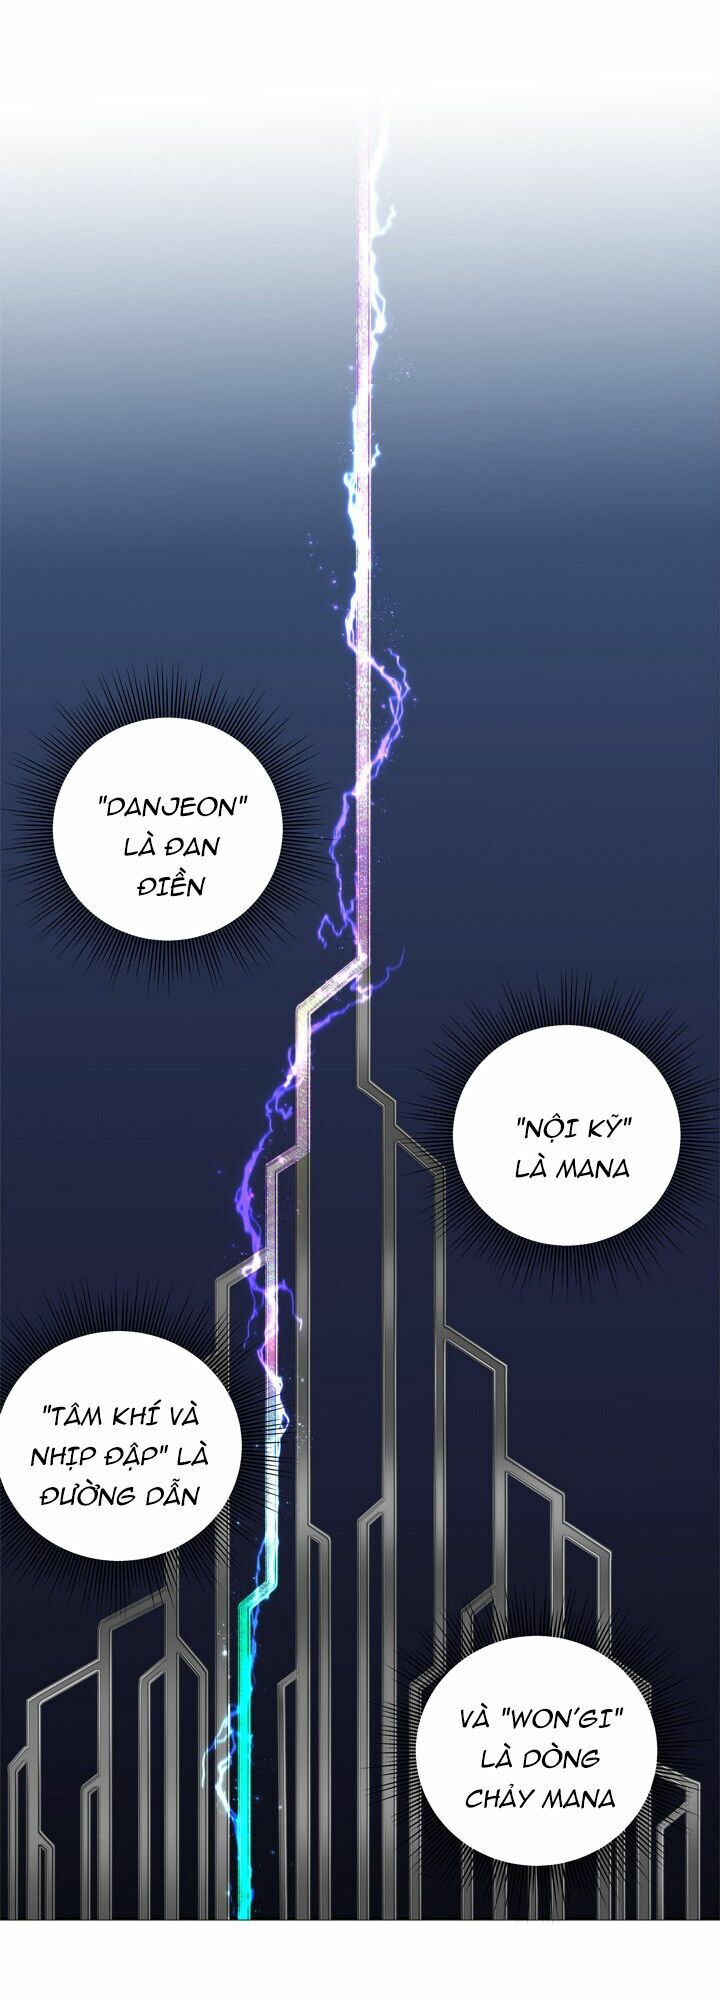 "DANJEON"
LÀ ĐAN
ĐIỀN
"NỘI KỸ"
LÀ MANA
"TÂM KHÍ VÀ
NHỊP ĐẬP" LÀ
ĐƯỜNG DẪN
VÀ "WON'GI"
LÀ DÒNG
CHẢY MANA